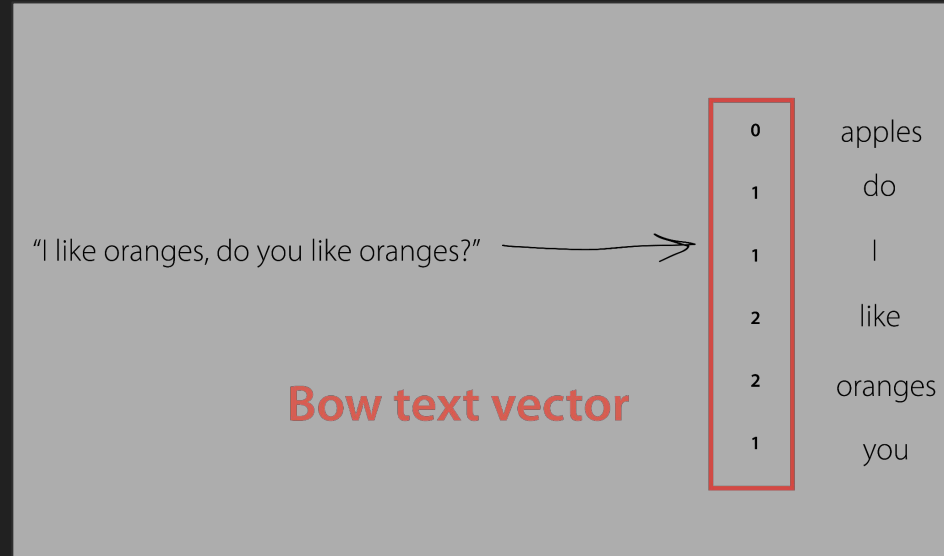 0 apples
1 do
1 I
“I like oranges, do you like oranges?”
2 like
2 oranges
Bow text vector
1 you